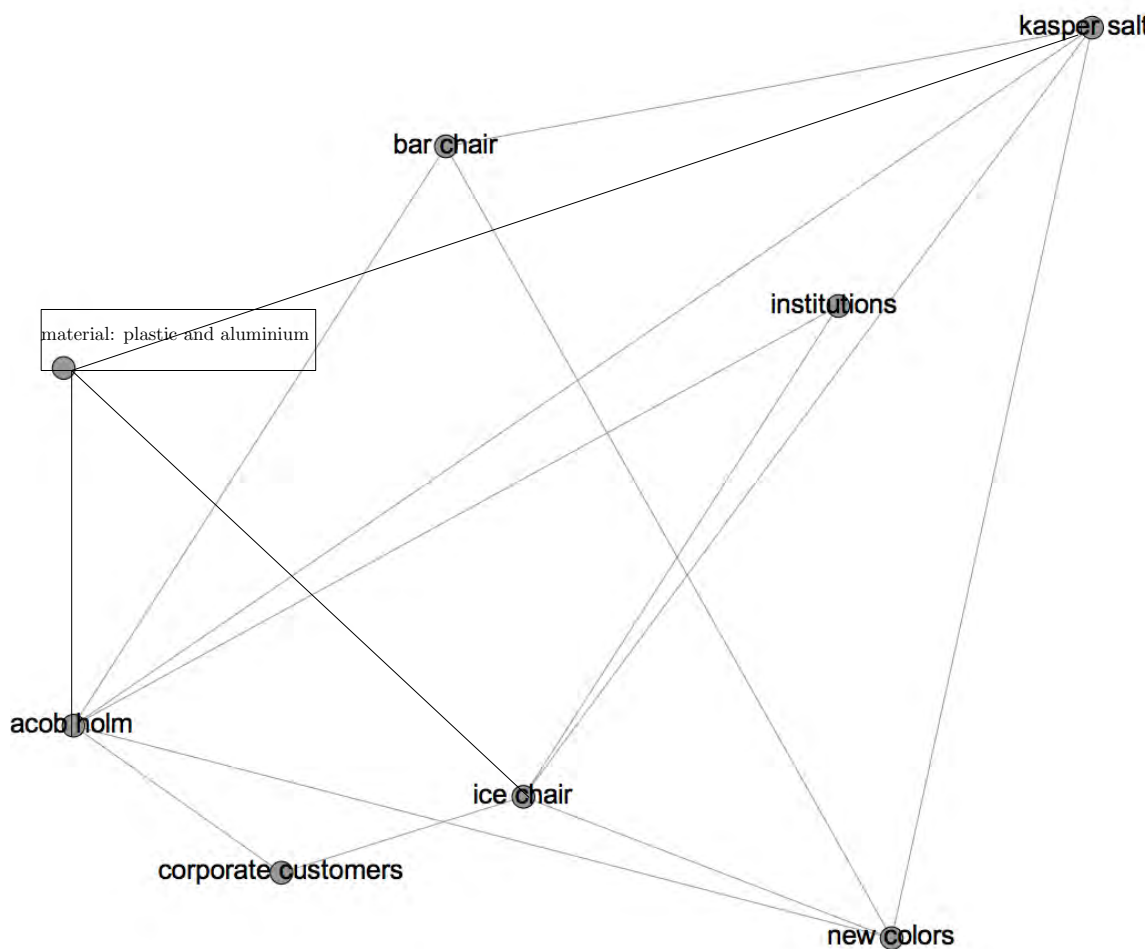 kasper salt
bar chair
institutions
material: plastic and aluminium
acob holm
ice chair
corporate customers
new colors